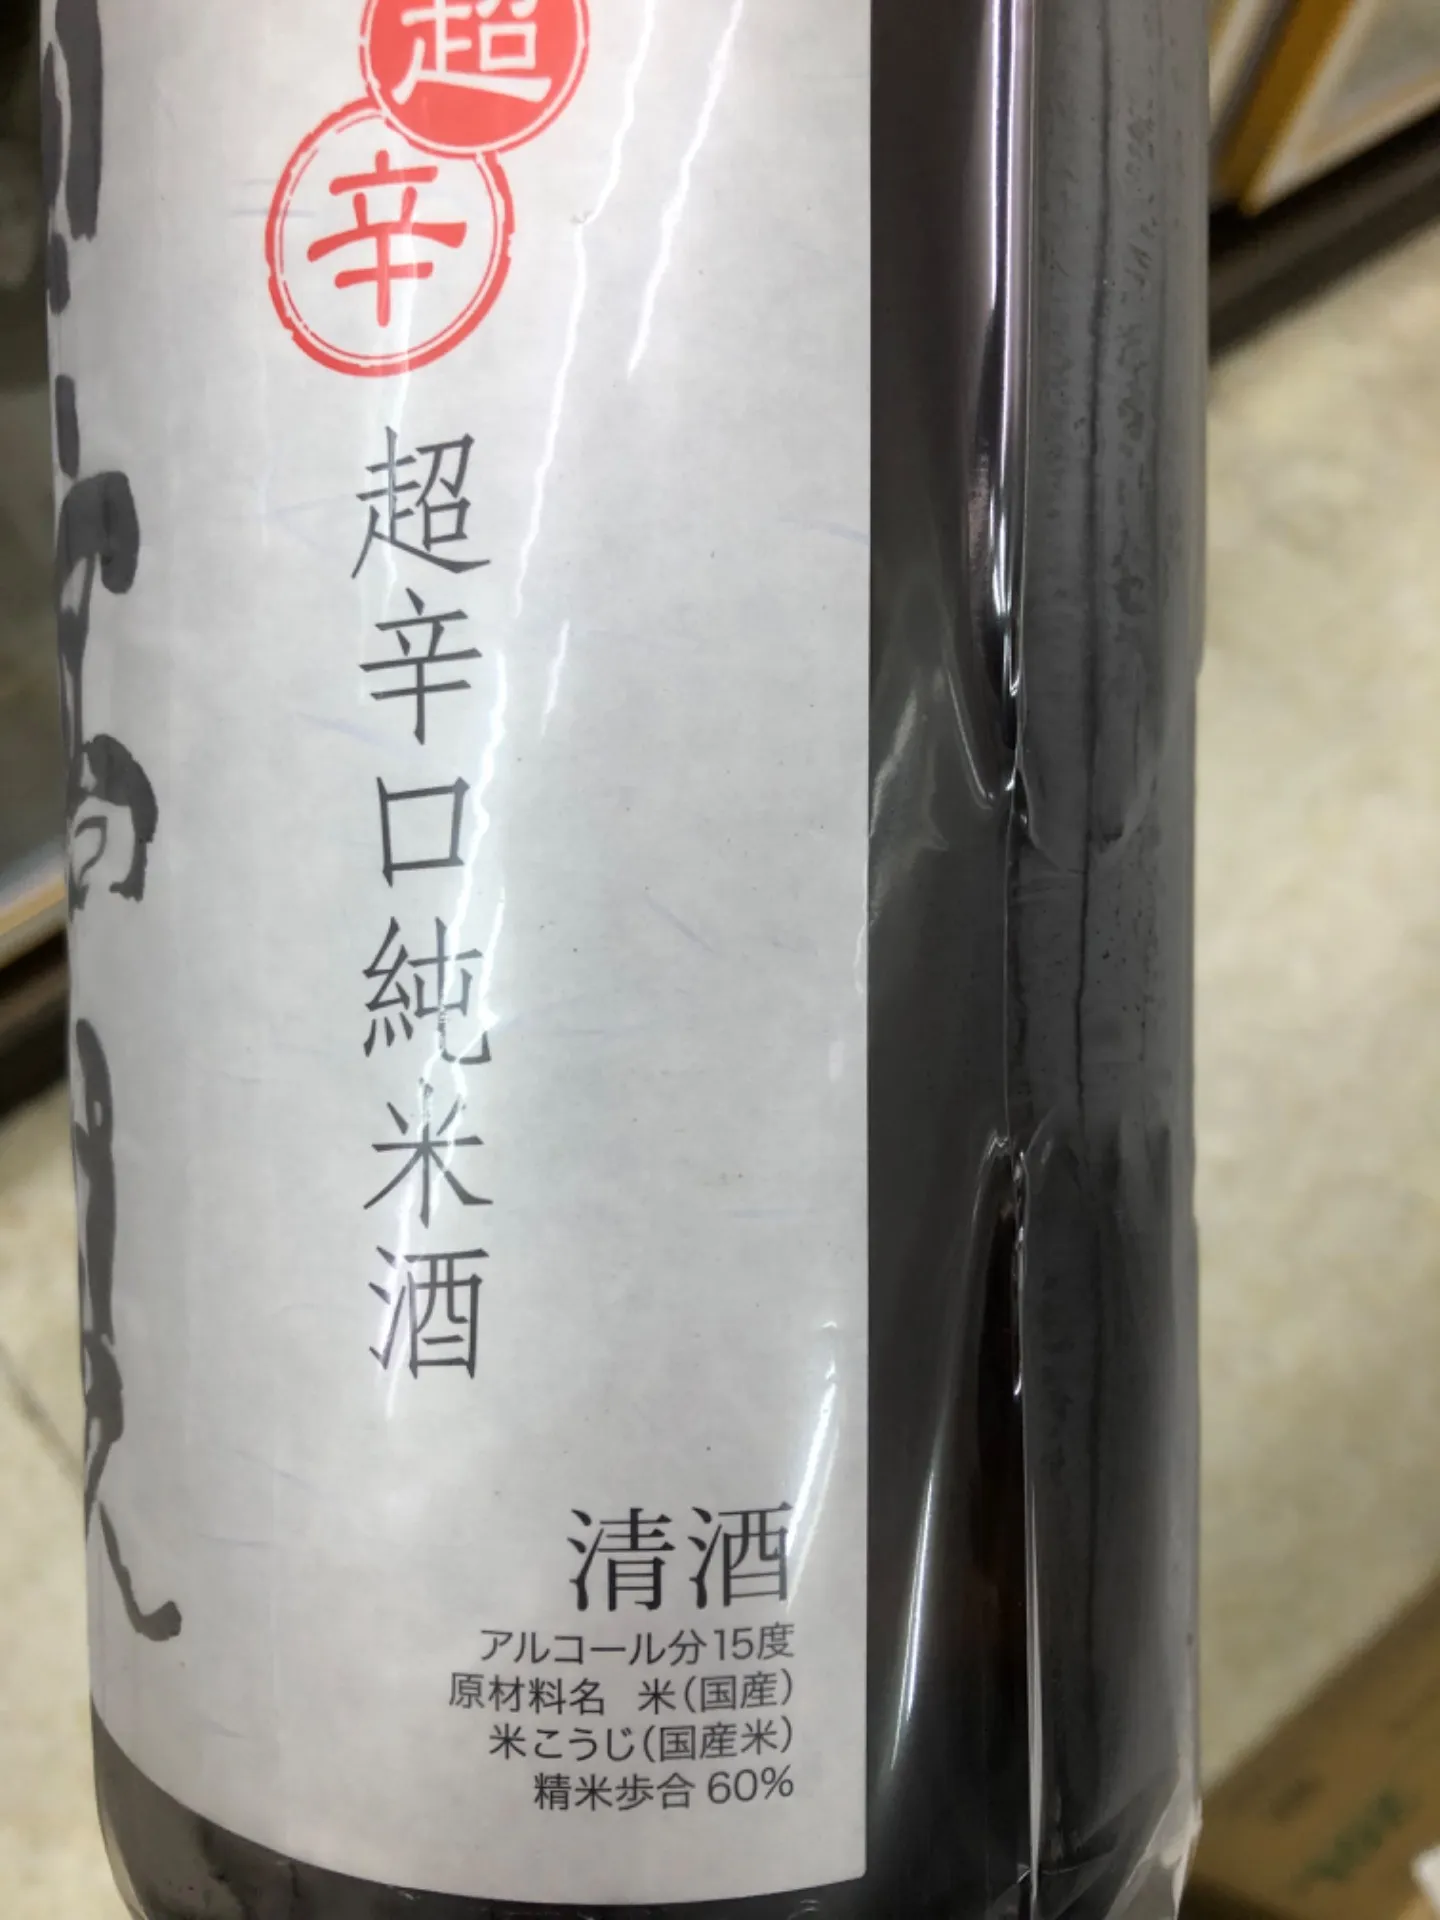 超
辛
超辛口純米酒
清酒
アルコール分15度
原材料名 米(国産)
米こうじ(国産米)
精米歩合 60%